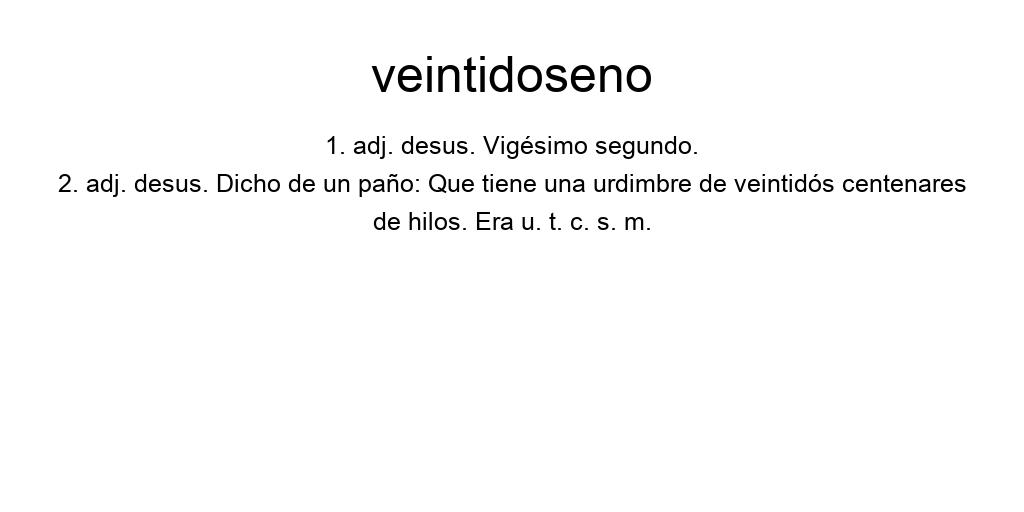 veintidoseno
1. adj. desus. Vigésimo segundo.
2. adj. desus. Dicho de un paño: Que tiene una urdimbre de veintidós centenares
de hilos. Era u. t. c. s. m.